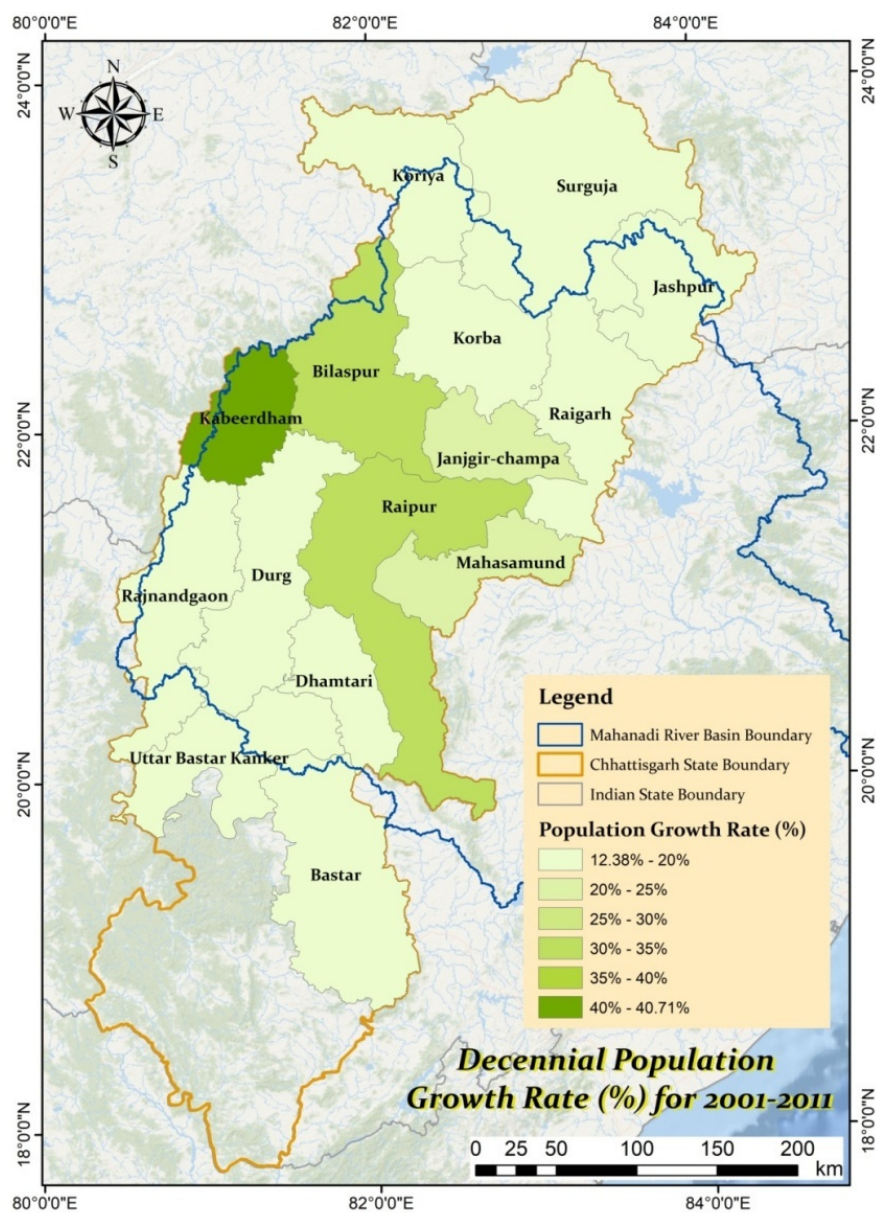 80°0'0"E 82°0'0"E 84°0'0"E
24°0'0"N 24°0'0"N
N
W E
S
Koriya
Surguja
Jashpur
Korba
Bilaspur
Kabeerdham
Raigarh
22°0'0"N 22°0'0"N
Janjgir-champa
Raipur
Mahasamund
Durg
Rajnandgaon
Dhamtari
Uttar Bastar Kanker
20°0'0"N 20°0'0"N
Bastar
Legend
Mahanadi River Basin Boundary
Chhattisgarh State Boundary
Indian State Boundary
Population Growth Rate (%)
12.38% - 20%
20% - 25%
25% - 30%
30% - 35%
35% - 40%
40% - 40.71%
Decennial Population
Growth Rate (%) for 2001-2011
18°0'0"N 18°0'0"N
0 25 50 100 150 200
km
80°0'0"E 82°0'0"E 84°0'0"E